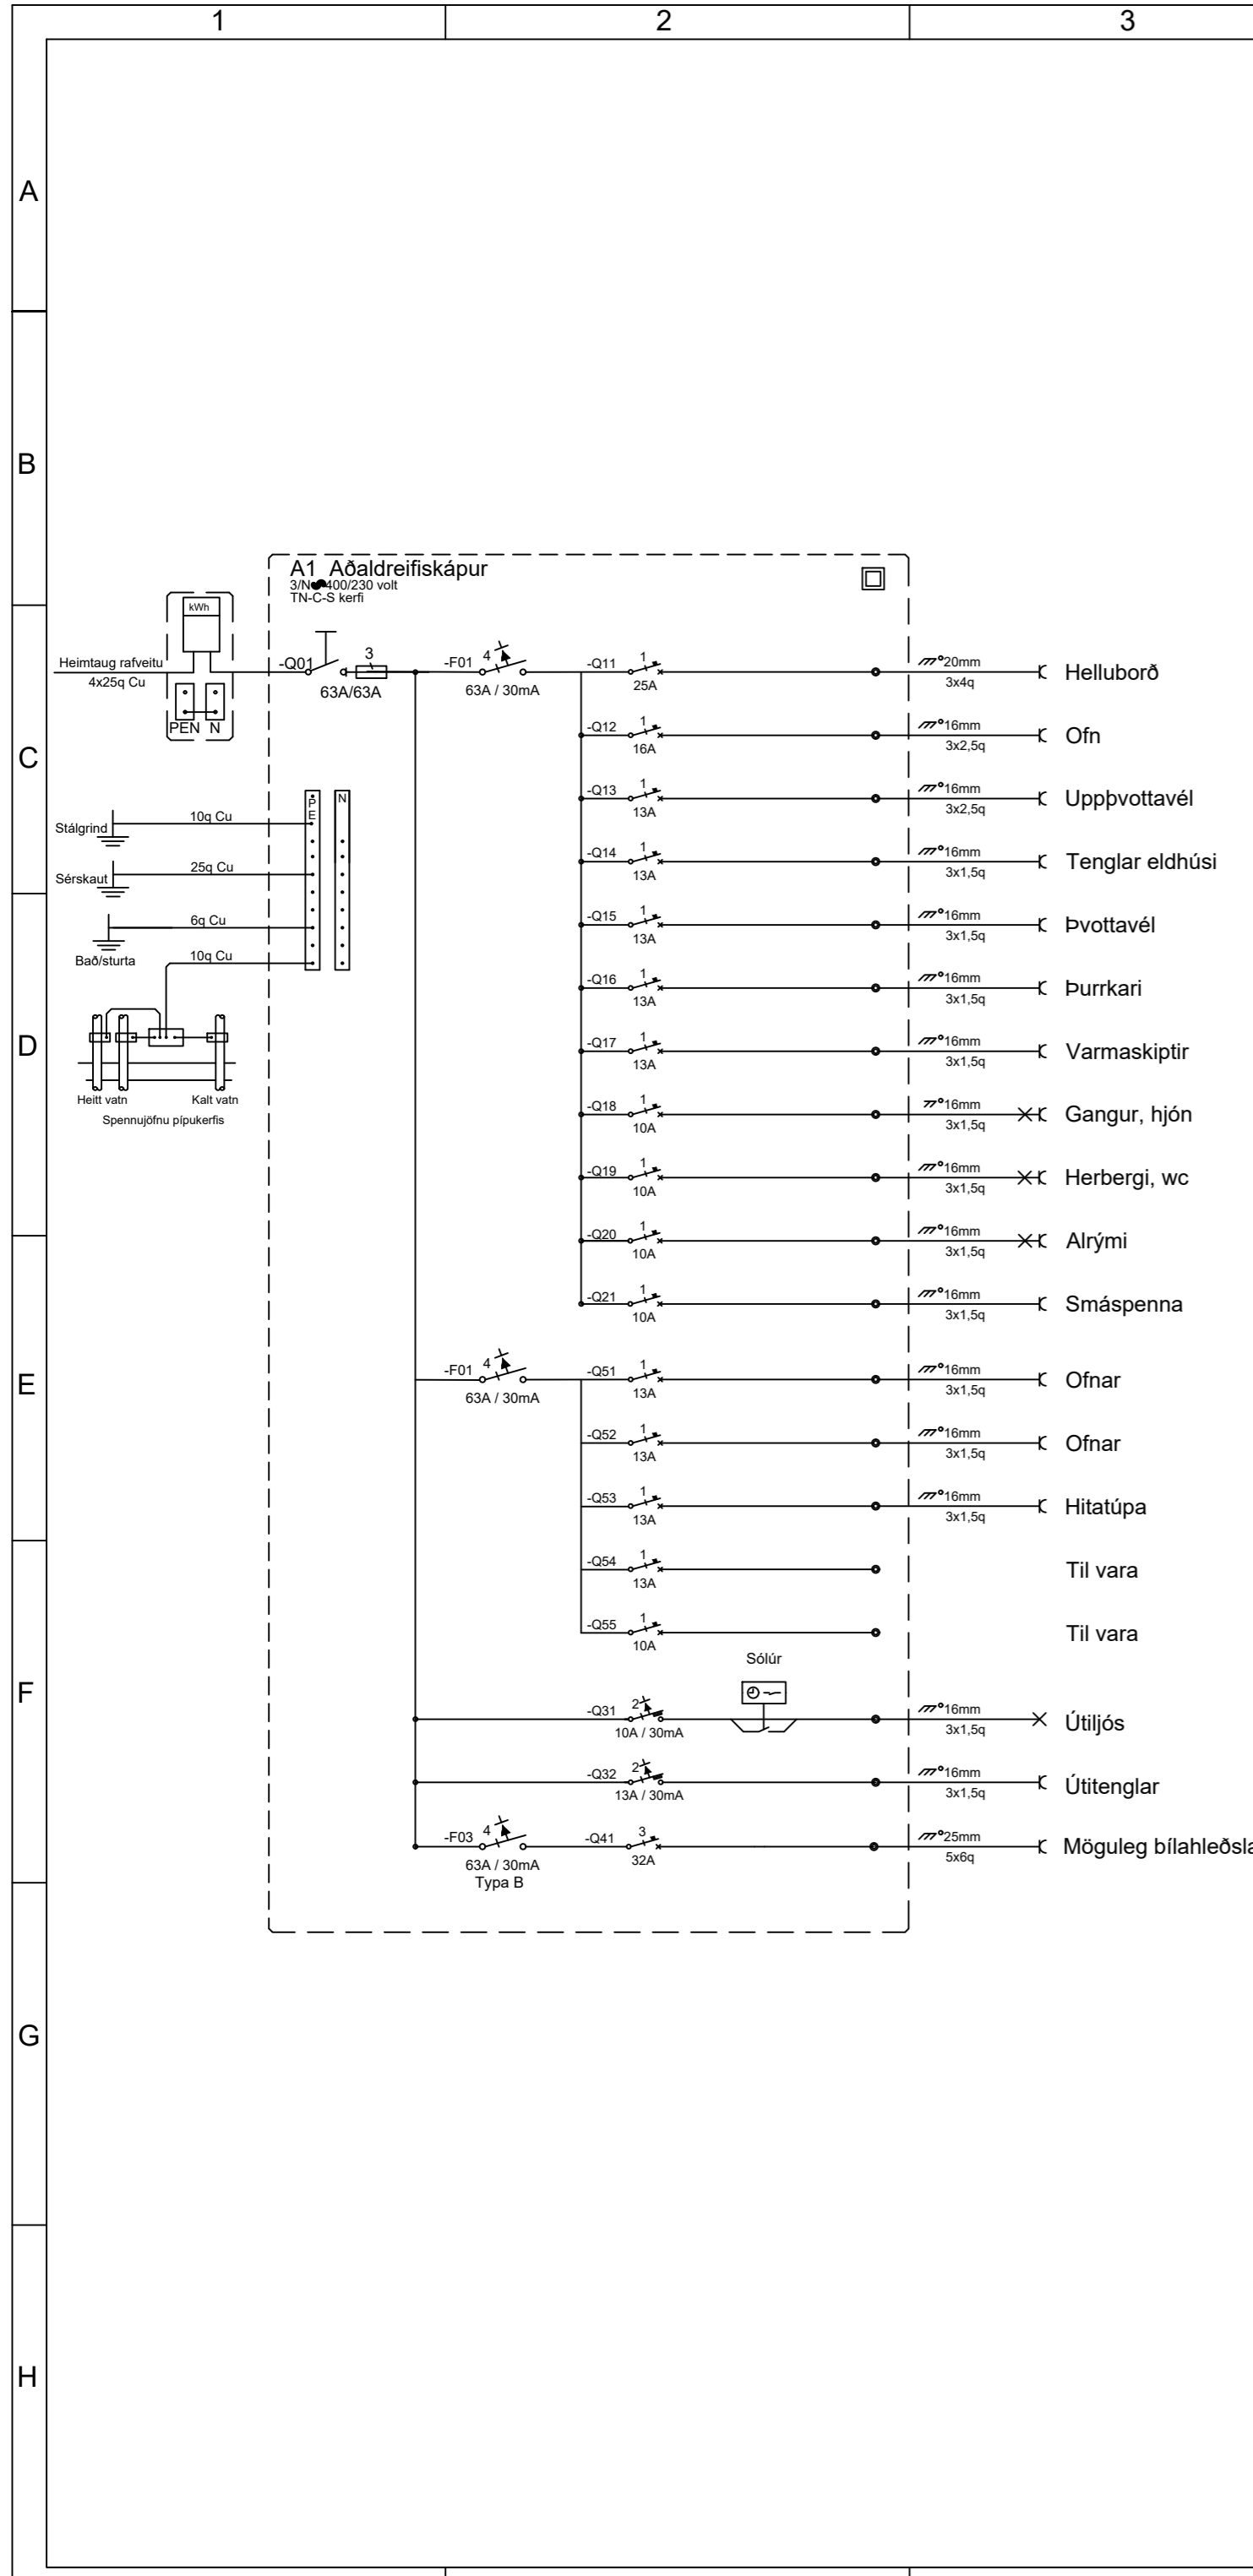 1 2 3
A
B
C
D
E
F
G
H
A1 Aðaldreifiskápur
3/N 400/230 volt
TN-C-S kerfi
kWh
Heimtaug rafveitu
4x25q Cu
PEN N
-Q01
3
63A/63A
-F01 4
63A / 30mA
-Q11 1
25A
20mm
3x4q
Helluborð
-Q12 1
16A
16mm
3x2,5q
Ofn
-Q13 1
13A
16mm
3x2,5q
Uppþvottavél
-Q14 1
13A
16mm
3x1,5q
Tenglar eldhúsi
-Q15 1
13A
16mm
3x1,5q
Þvottavél
-Q16 1
13A
16mm
3x1,5q
Þurrkari
-Q17 1
13A
16mm
3x1,5q
Varmaskiptir
-Q18 1
10A
16mm
3x1,5q
Gangur, hjón
-Q19 1
10A
16mm
3x1,5q
Herbergi, wc
-Q20 1
10A
16mm
3x1,5q
Alrými
-Q21 1
10A
16mm
3x1,5q
Smáspenna
PE
N
Stálgrind
10q Cu
Sérskaut
25q Cu
Bað/sturta
6q Cu
10q Cu
Heitt vatn
Kalt vatn
Spennujöfnu pípukerfis
-F01 4
63A / 30mA
-Q51 1
13A
16mm
3x1,5q
Ofnar
-Q52 1
13A
16mm
3x1,5q
Ofnar
-Q53 1
13A
16mm
3x1,5q
Hitatúpa
-Q54 1
13A
Til vara
-Q55 1
10A
Til vara
Sólúr
-Q31 2
10A / 30mA
16mm
3x1,5q
Útiljós
-Q32 2
13A / 30mA
16mm
3x1,5q
Útitenglar
-F03 4
63A / 30mA
Typa B
-Q41 3
32A
25mm
5x6q
Möguleg bílahleðsla